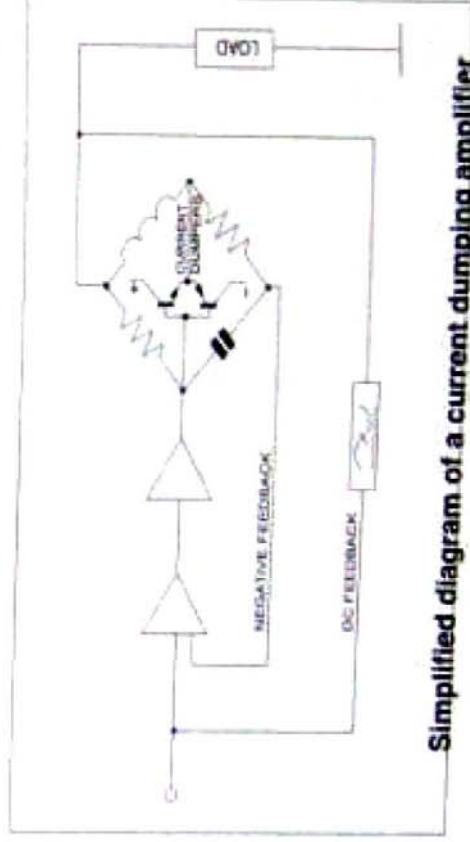 LOAD
CURRENT
DUMPERS
NEGATIVE FEEDBACK
DC FEEDBACK
Simplified diagram of a current dumping amplifier